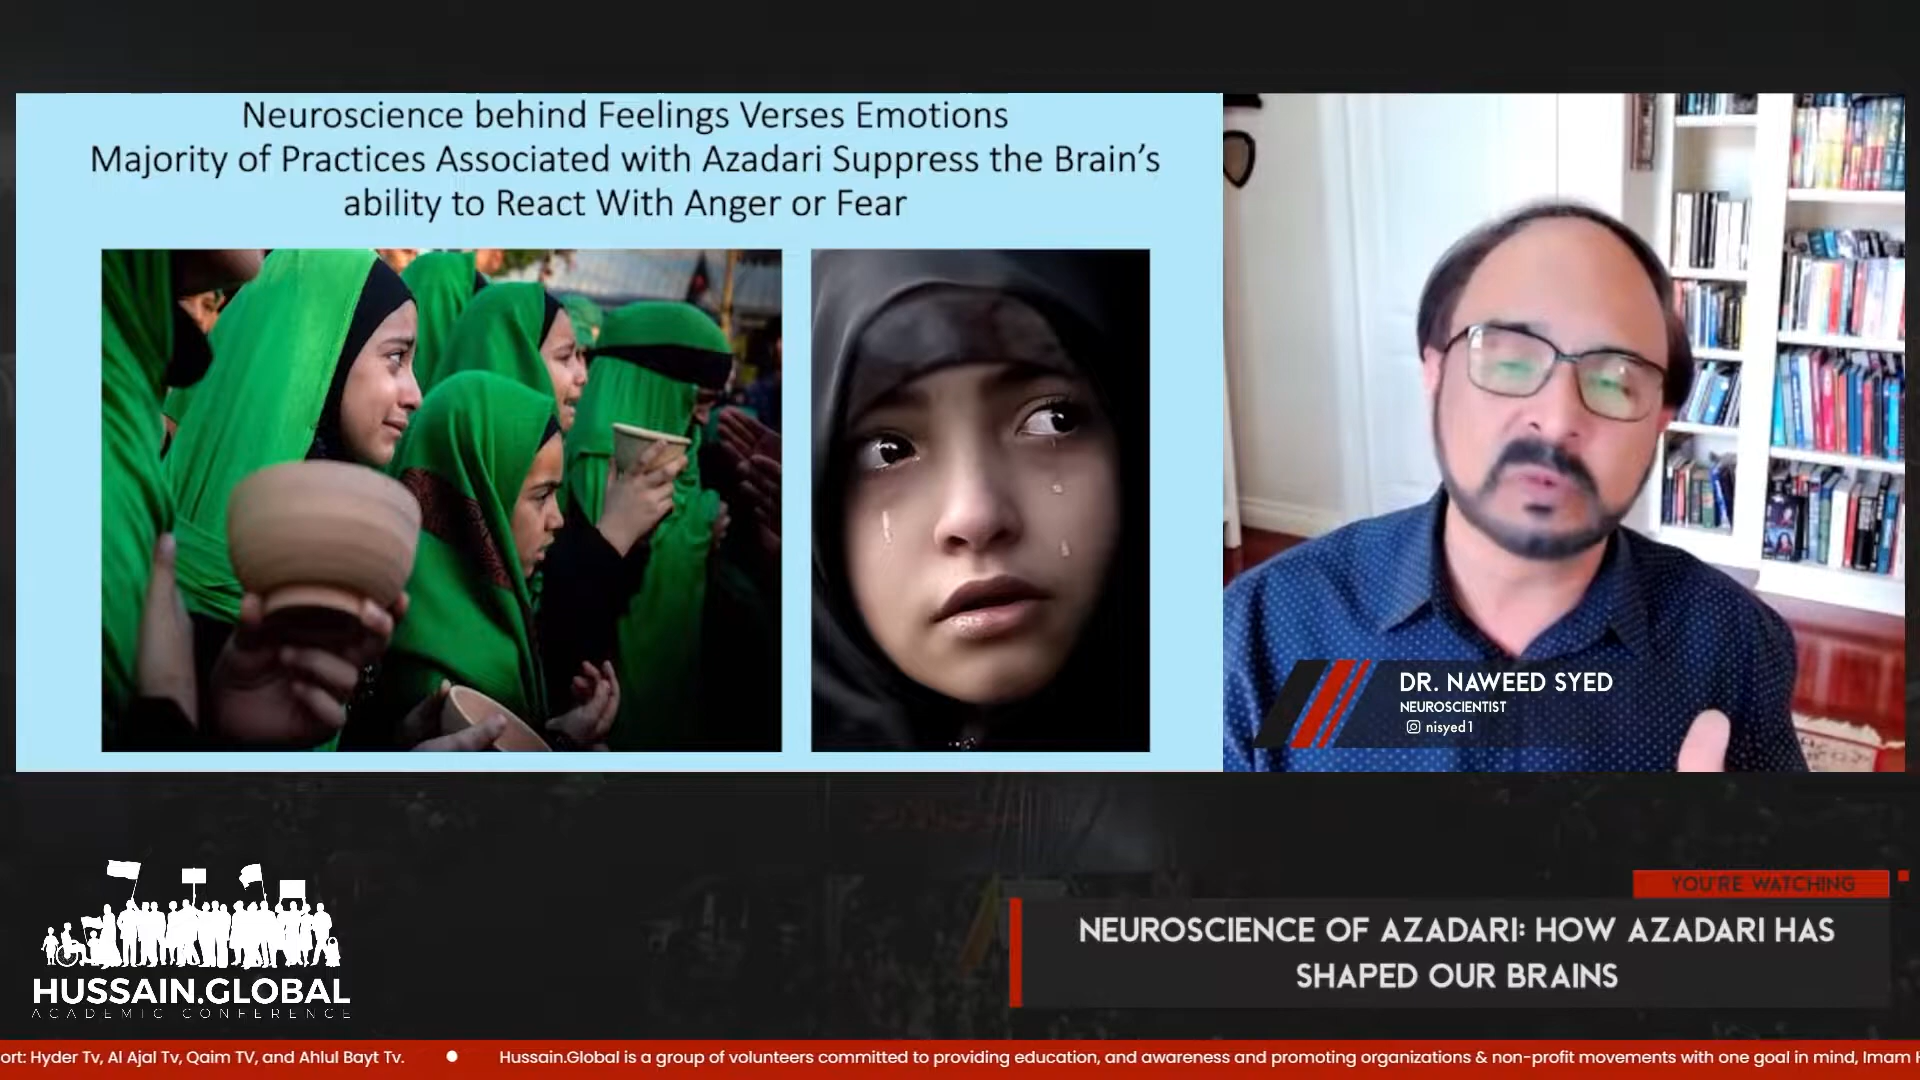 Neuroscience behind Feelings Verses Emotions
Majority of Practices Associated with Azadari Suppress the Brain's
ability to React With Anger or Fear
DR. NAWEED SYED
NEUROSCIENTIST
nisyed1
HUSSAIN.GLOBAL
ACADEMIC CONFERENCE
YOU'RE WATCHING
NEUROSCIENCE OF AZADARI: HOW AZADARI HAS
SHAPED OUR BRAINS
ort: Hyder Tv, Al Ajal Tv, Qaim TV, and Ahlul Bayt Tv. ● Hussain.Global is a group of volunteers committed to providing education, and awareness and promoting organizations & non-profit movements with one goal in mind, Imam H